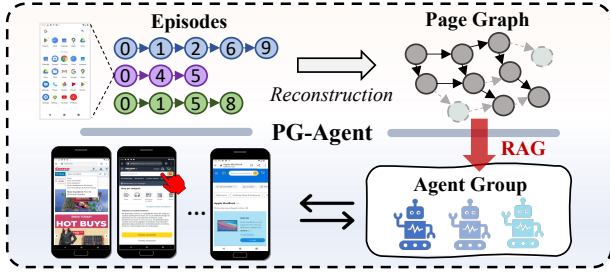 Episodes
Page Graph
0 1 2 6 9
0 4 5
0 1 5 8
Reconstruction
PG-Agent
RAG
Agent Group
HOT BUYS
...